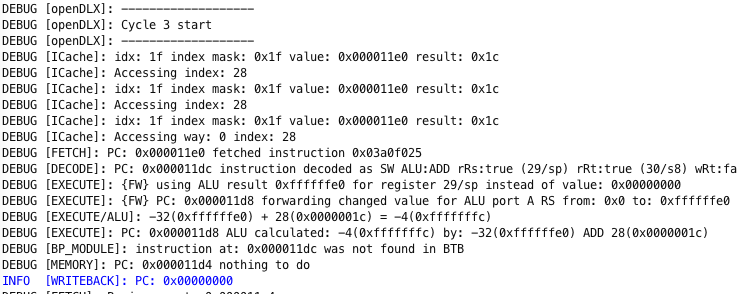 DEBUG [openDLX]: -------------------
DEBUG [openDLX]: Cycle 3 start
DEBUG [openDLX]: -------------------
DEBUG [ICache]: idx: 1f index mask: 0x1f value: 0x000011e0 result: 0x1c
DEBUG [ICache]: Accessing index: 28
DEBUG [ICache]: idx: 1f index mask: 0x1f value: 0x000011e0 result: 0x1c
DEBUG [ICache]: Accessing index: 28
DEBUG [ICache]: idx: 1f index mask: 0x1f value: 0x000011e0 result: 0x1c
DEBUG [ICache]: Accessing way: 0 index: 28
DEBUG [FETCH]: PC: 0x000011e0 fetched instruction 0x03a0f025
DEBUG [DECODE]: PC: 0x000011dc instruction decoded as SW ALU:ADD rRs:true (29/sp) rRt:true (30/s8) wRt:fa
DEBUG [EXECUTE]: {FW} using ALU result 0xffffffe0 for register 29/sp instead of value: 0x00000000
DEBUG [EXECUTE]: {FW} PC: 0x000011d8 forwarding changed value for ALU port A RS from: 0x0 to: 0xffffffe0
DEBUG [EXECUTE/ALU]: -32(0xffffffe0) + 28(0x0000001c) = -4(0xfffffffc)
DEBUG [EXECUTE]: PC: 0x000011d8 ALU calculated: -4(0xfffffffc) by: -32(0xffffffe0) ADD 28(0x0000001c)
DEBUG [BP_MODULE]: instruction at: 0x000011dc was not found in BTB
DEBUG [MEMORY]: PC: 0x000011d4 nothing to do
INFO  [WRITEBACK]: PC: 0x00000000